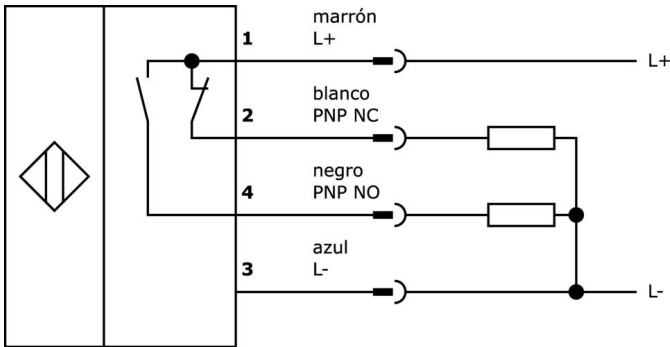 marrón
1 L+
L+
blanco
2 PNP NC
negro
4 PNP NO
azul
3 L-
L-